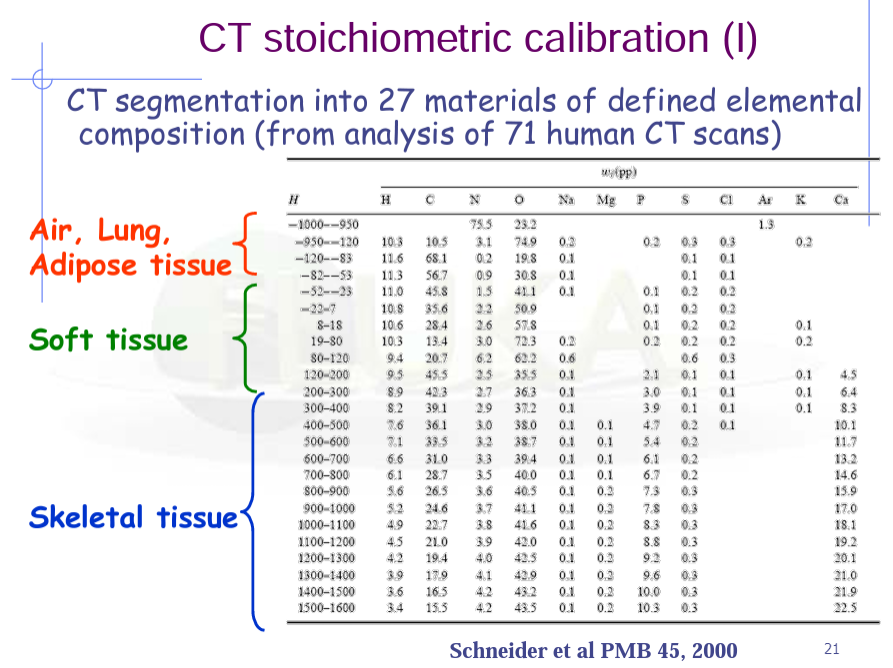 CT stoichiometric calibration (I)
CT segmentation into 27 materials of defined elemental
composition (from analysis of 71 human CT scans)
wᵢ(pp)
H H C N O Na Mg P S Cl Ar K Ca
−1000–−950 75.5 23.2 1.3
−950–−120 10.3 10.5 3.1 74.9 0.2 0.2 0.3 0.3 0.2
−120–−83 11.6 68.1 0.2 19.8 0.1 0.1 0.1
−82–−53 11.3 56.7 0.9 30.8 0.1 0.1 0.1
−52–−23 11.0 45.8 1.5 41.1 0.1 0.1 0.2 0.2
−22–7 10.8 35.6 2.2 50.9 0.1 0.2 0.2
8–18 10.6 28.4 2.6 57.8 0.1 0.2 0.2 0.1
19–80 10.3 13.4 3.0 72.3 0.2 0.2 0.2 0.2 0.2
80–120 9.4 20.7 6.2 62.2 0.6 0.6 0.3
120–200 9.5 45.5 2.5 35.5 0.1 2.1 0.1 0.1 0.1 4.5
200–300 8.9 42.3 2.7 36.3 0.1 3.0 0.1 0.1 0.1 6.4
300–400 8.2 39.1 2.9 37.2 0.1 3.9 0.1 0.1 0.1 8.3
400–500 7.6 36.1 3.0 38.0 0.1 0.1 4.7 0.2 0.1 10.1
500–600 7.1 33.5 3.2 38.7 0.1 0.1 5.4 0.2 11.7
600–700 6.6 31.0 3.3 39.4 0.1 0.1 6.1 0.2 13.2
700–800 6.1 28.7 3.5 40.0 0.1 0.1 6.7 0.2 14.6
800–900 5.6 26.5 3.6 40.5 0.1 0.2 7.3 0.3 15.9
900–1000 5.2 24.6 3.7 41.1 0.1 0.2 7.8 0.3 17.0
1000–1100 4.9 22.7 3.8 41.6 0.1 0.2 8.3 0.3 18.1
1100–1200 4.5 21.0 3.9 42.0 0.1 0.2 8.8 0.3 19.2
1200–1300 4.2 19.4 4.0 42.5 0.1 0.2 9.2 0.3 20.1
1300–1400 3.9 17.9 4.1 42.9 0.1 0.2 9.6 0.3 21.0
1400–1500 3.6 16.5 4.2 43.2 0.1 0.2 10.0 0.3 21.9
1500–1600 3.4 15.5 4.2 43.5 0.1 0.2 10.3 0.3 22.5
Air, Lung,
Adipose tissue
Soft tissue
Skeletal tissue
FLUKA
Schneider et al PMB 45, 2000
21